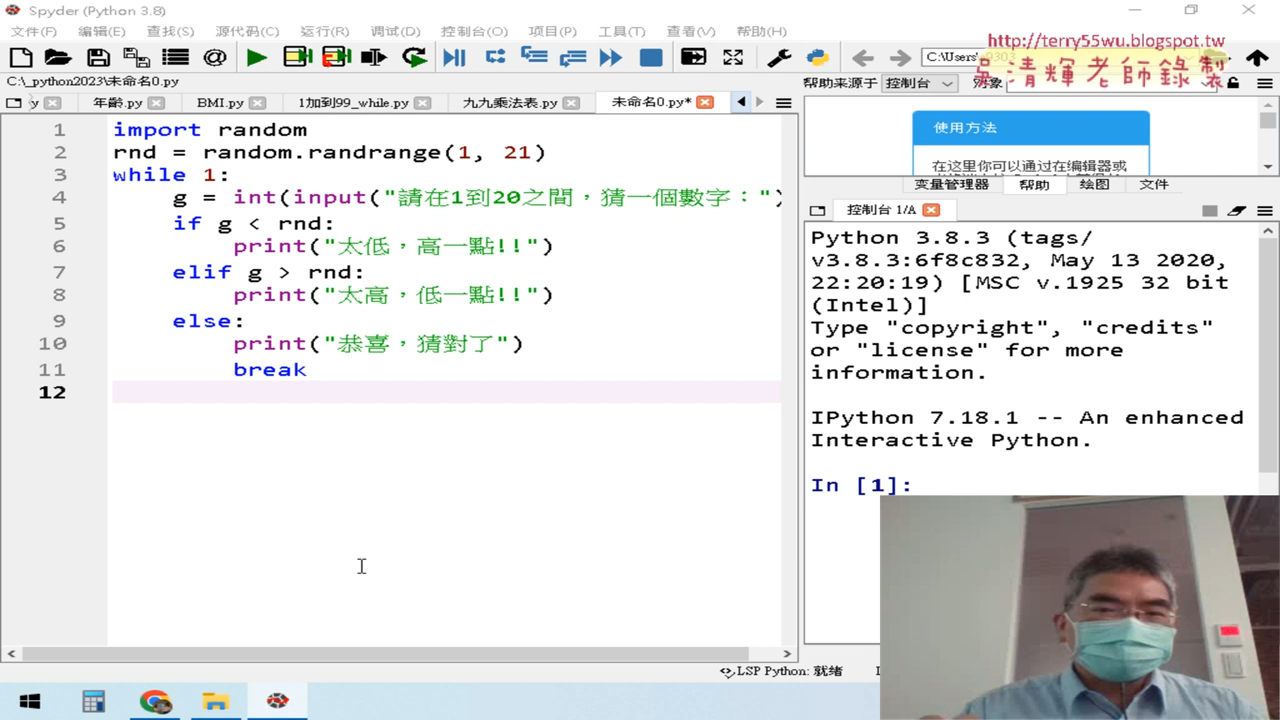 Spyder (Python 3.8)
文件(F) 编辑(E) 查找(S) 源代码(C) 运行(R) 调试(D) 控制台(O) 项目(P) 工具(T) 查看(V) 帮助(H)
http://terry55wu.blogspot.tw
吳清輝老師錄製
C:\Users\
C:\_python2023\未命名0.py
帮助来源于 控制台 对象
y 年齡.py BMI.py 1加到99_while.py 九九乘法表.py 未命名0.py*
1 import random
2 rnd = random.randrange(1, 21)
3 while 1:
4 g = int(input("請在1到20之間，猜一個數字：")
5 if g < rnd:
6 print("太低，高一點!!")
7 elif g > rnd:
8 print("太高，低一點!!")
9 else:
10 print("恭喜，猜對了")
11 break
12
使用方法
在这里你可以通过在编辑器或
变量管理器 帮助 绘图 文件
控制台 1/A
Python 3.8.3 (tags/
v3.8.3:6f8c832, May 13 2020,
22:20:19) [MSC v.1925 32 bit
(Intel)]
Type "copyright", "credits"
or "license" for more
information.
IPython 7.18.1 -- An enhanced
Interactive Python.
In [1]:
LSP Python: 就绪